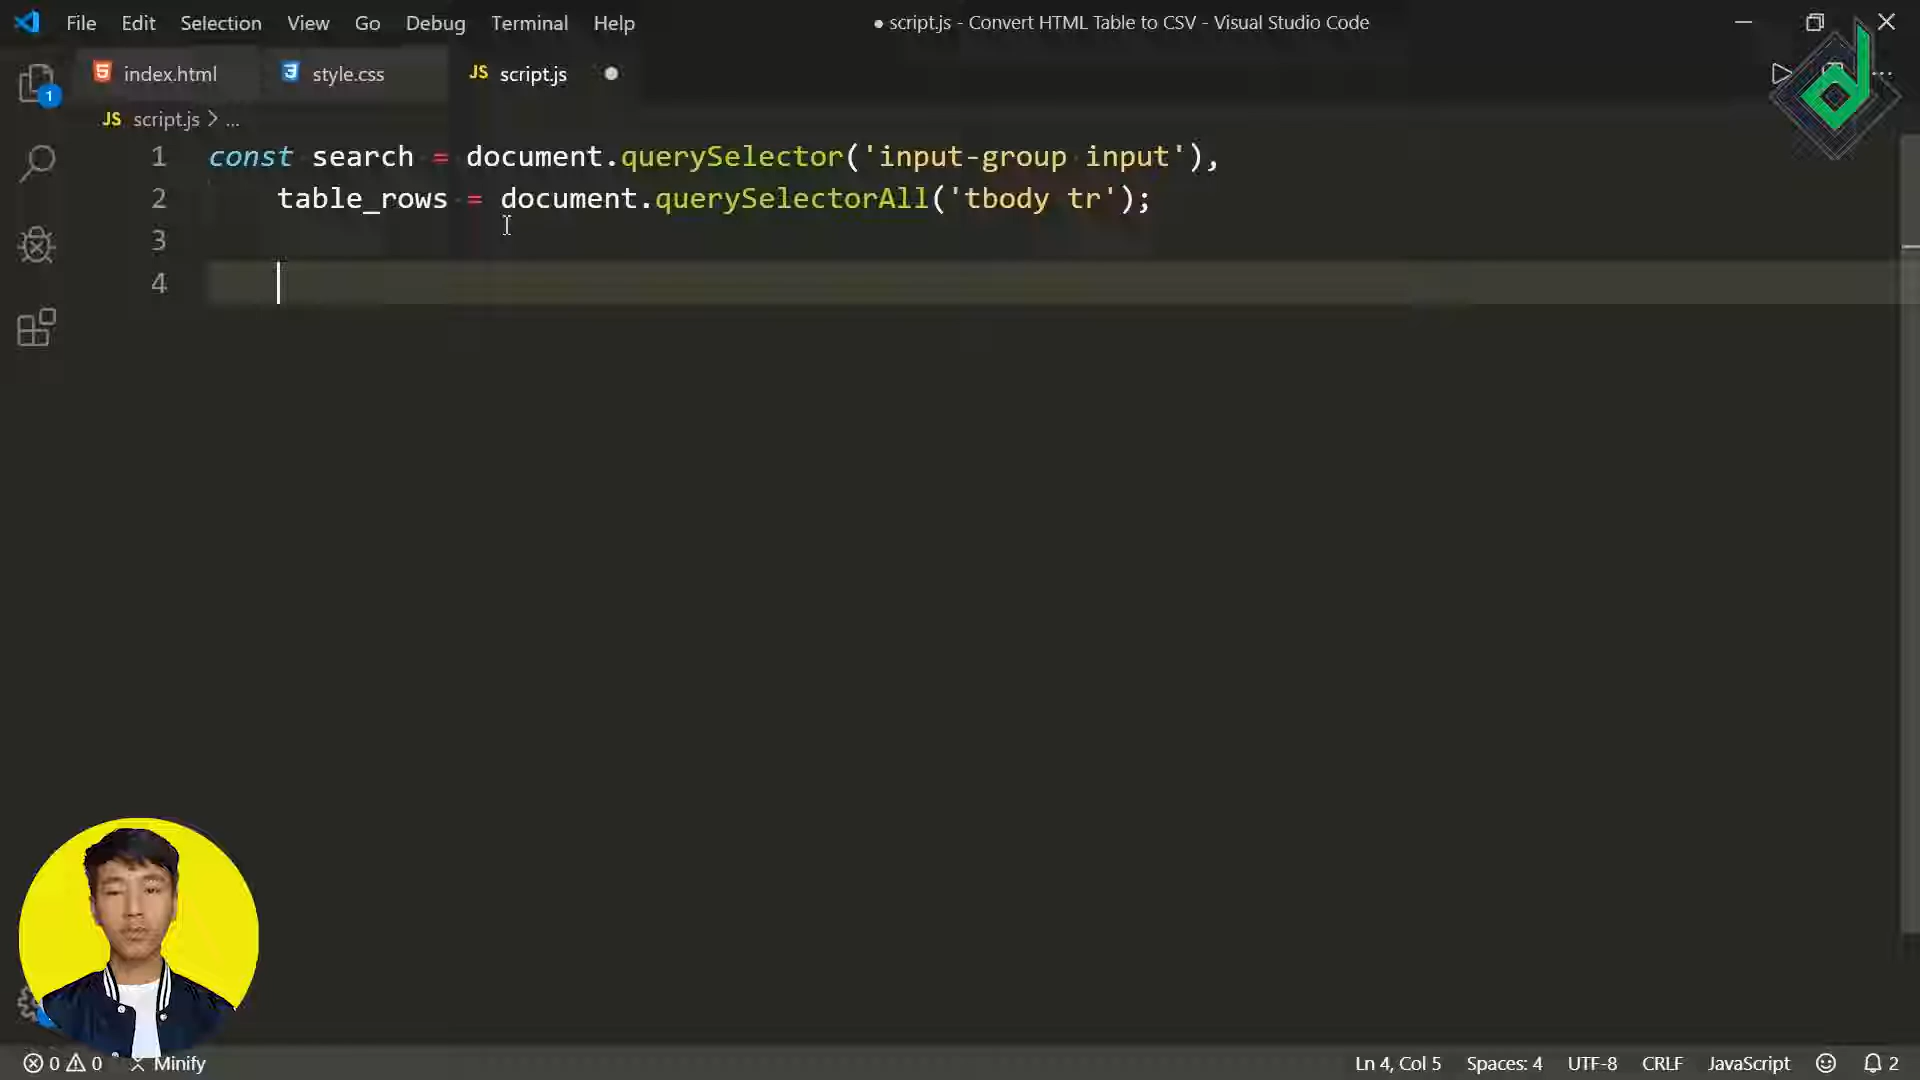 File Edit Selection View Go Debug Terminal Help
● script.js - Convert HTML Table to CSV - Visual Studio Code
index.html style.css JS script.js
JS script.js > ...
1 const search = document.querySelector('input-group input'),
2 table_rows = document.querySelectorAll('tbody tr');
3
4
1
0 0 Minify
Ln 4, Col 5 Spaces: 4 UTF-8 CRLF JavaScript 2